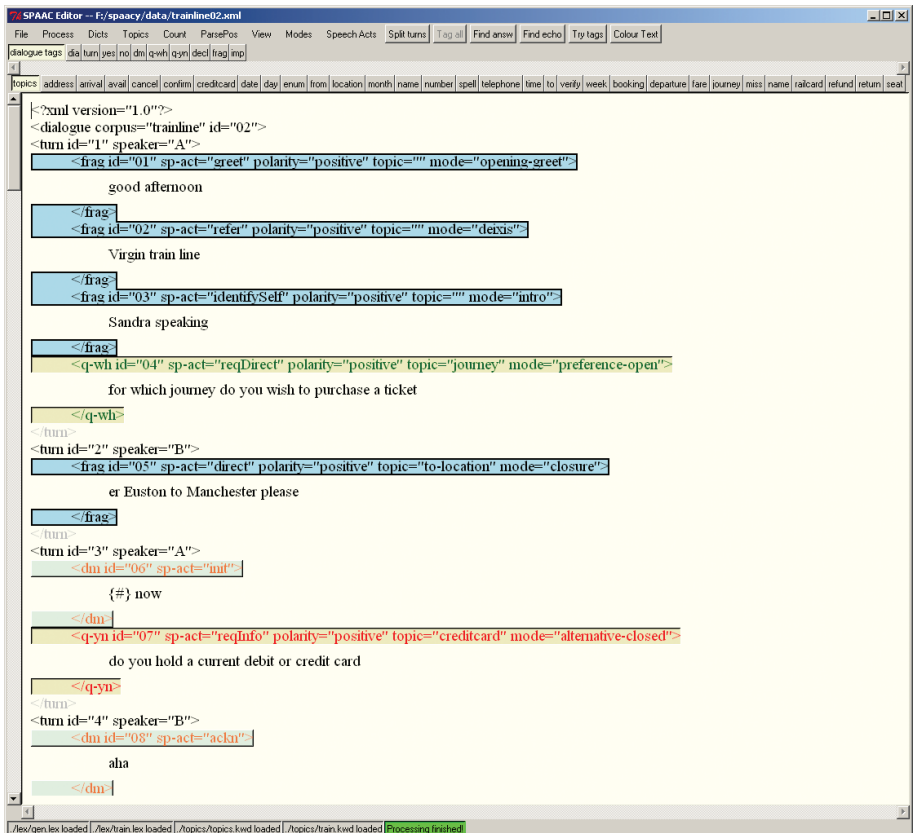 SPAAC Editor -- F:/spaacy/data/trainline02.xml
File Process Dicts Topics Count ParsePos View Modes Speech Acts Split turns Tag all Find answ Find echo Try tags Colour Text
dialogue tags dia turn yes no dm q-wh q-yn decl frag imp
topics address arrival avail cancel confirm creditcard date day enum from location month name number spell telephone time to verify week booking departure fare journey miss name railcard refund return seat
<?xml version="1.0"?>
<dialogue corpus="trainline" id="02">
<turn id="1" speaker="A">
<frag id="01" sp-act="greet" polarity="positive" topic="" mode="opening-greet">
good afternoon
</frag>
<frag id="02" sp-act="refer" polarity="positive" topic="" mode="deixis">
Virgin train line
</frag>
<frag id="03" sp-act="identifySelf" polarity="positive" topic="" mode="intro">
Sandra speaking
</frag>
<q-wh id="04" sp-act="reqDirect" polarity="positive" topic="journey" mode="preference-open">
for which journey do you wish to purchase a ticket
</q-wh>
</turn>
<turn id="2" speaker="B">
<frag id="05" sp-act="direct" polarity="positive" topic="to-location" mode="closure">
er Euston to Manchester please
</frag>
</turn>
<turn id="3" speaker="A">
<dm id="06" sp-act="init">
{#} now
</dm>
<q-yn id="07" sp-act="reqInfo" polarity="positive" topic="creditcard" mode="alternative-closed">
do you hold a current debit or credit card
</q-yn>
</turn>
<turn id="4" speaker="B">
<dm id="08" sp-act="ackn">
aha
</dm>
./lex/gen.lex loaded ./lex/train.lex loaded ./topics/topics.kwd loaded ./topics/train.kwd loaded Processing finished!